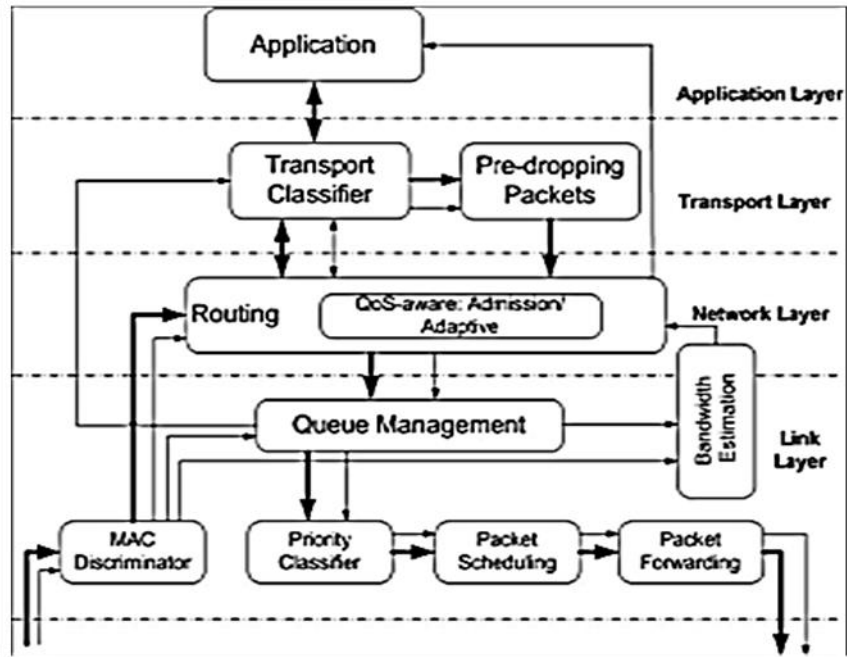 Application
Application Layer
Transport
Classifier
Pre-dropping
Packets
Transport Layer
Routing
QoS-aware: Admission/
Adaptive
Network Layer
Queue Management
Bandwidth
Estimation
Link
Layer
MAC
Discriminator
Priority
Classifier
Packet
Scheduling
Packet
Forwarding